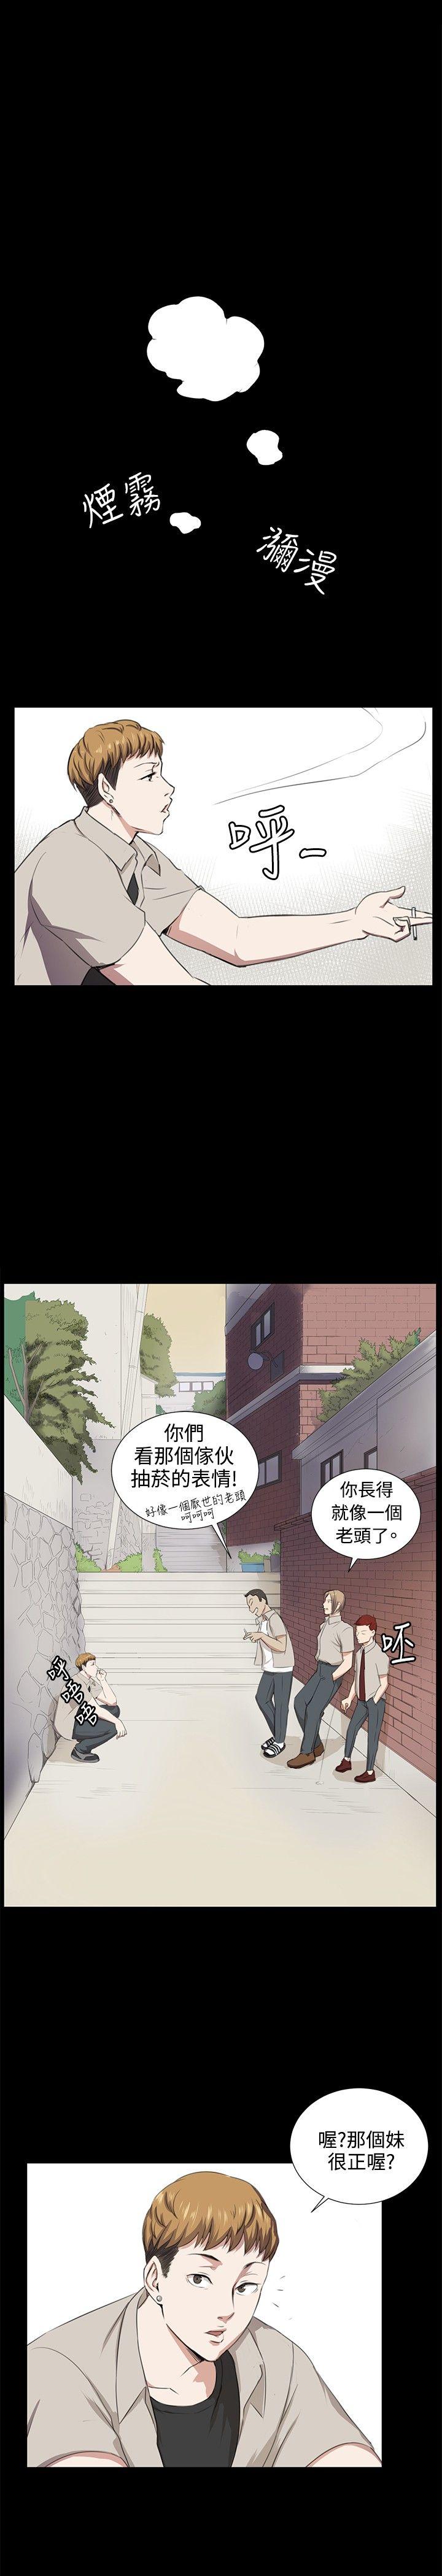 煙霧
瀰漫
呼-
你們
看那個傢伙
抽菸的表情!
好像一個厭世的老頭
呵呵呵
你長得
就像一個
老頭了。
呸
呼
嘻
嘻
喔?那個妹
很正喔?